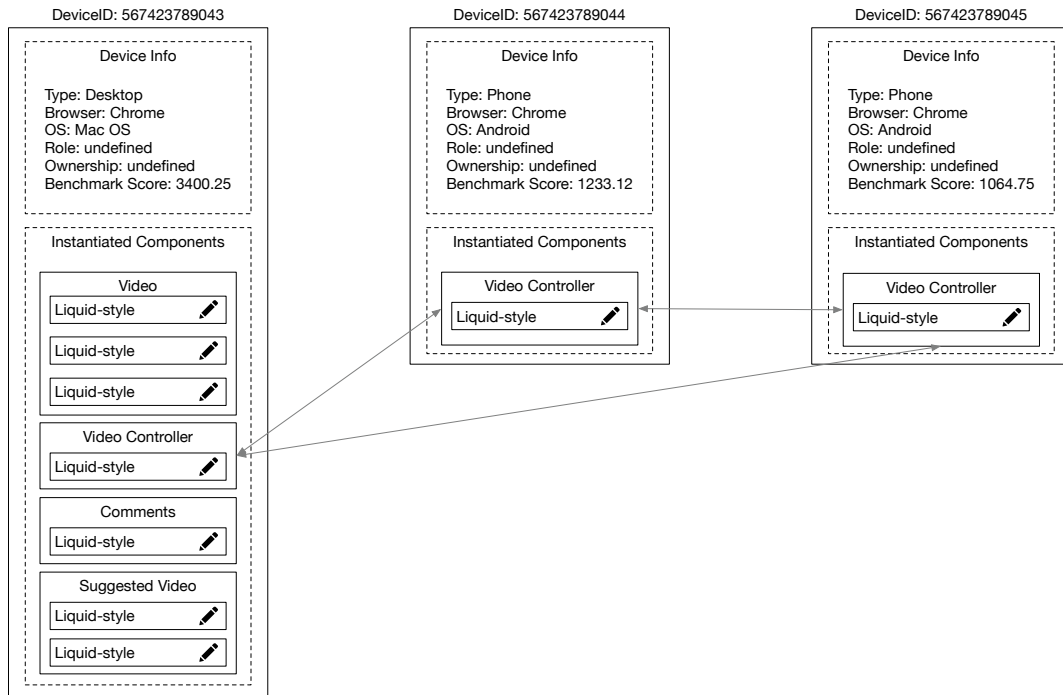 DeviceID: 567423789043
Device Info
Type: Desktop
Browser: Chrome
OS: Mac OS
Role: undefined
Ownership: undefined
Benchmark Score: 3400.25
Instantiated Components
Video
Liquid-style
Liquid-style
Liquid-style
Video Controller
Liquid-style
Comments
Liquid-style
Suggested Video
Liquid-style
Liquid-style
DeviceID: 567423789044
Device Info
Type: Phone
Browser: Chrome
OS: Android
Role: undefined
Ownership: undefined
Benchmark Score: 1233.12
Instantiated Components
Video Controller
Liquid-style
DeviceID: 567423789045
Device Info
Type: Phone
Browser: Chrome
OS: Android
Role: undefined
Ownership: undefined
Benchmark Score: 1064.75
Instantiated Components
Video Controller
Liquid-style